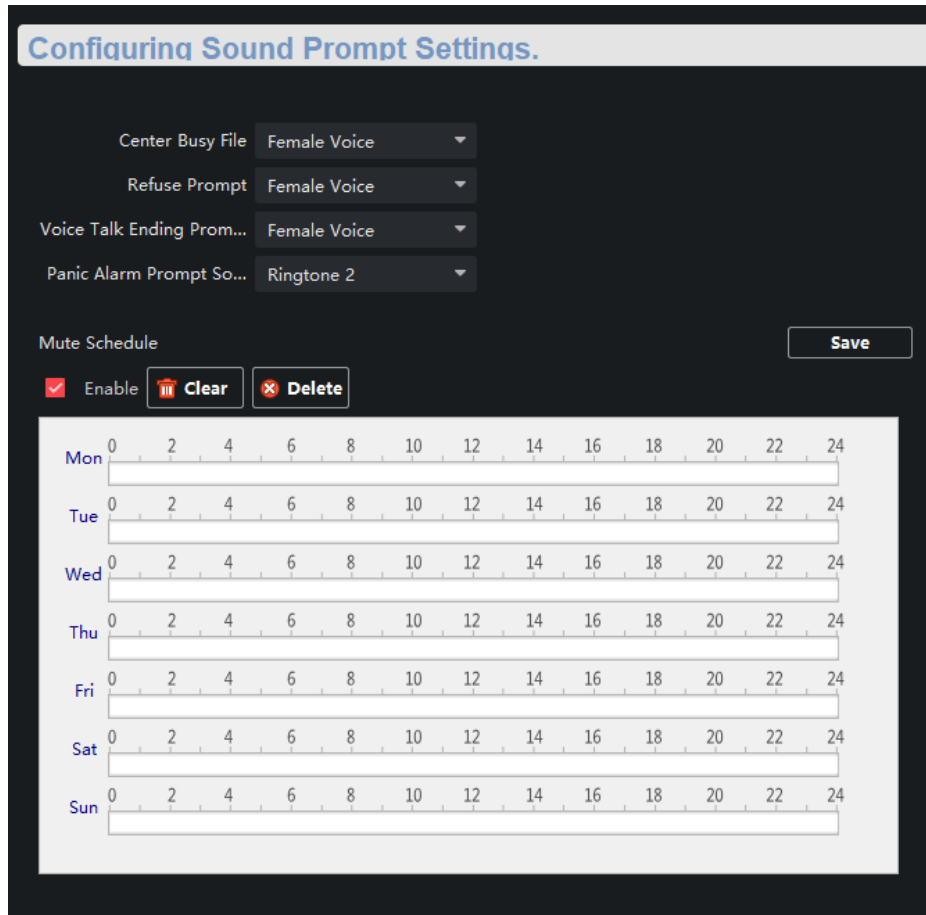 Configuring Sound Prompt Settings.
Center Busy File Female Voice
Refuse Prompt Female Voice
Voice Talk Ending Prom... Female Voice
Panic Alarm Prompt So... Ringtone 2
Mute Schedule Save
Enable Clear Delete
0 2 4 6 8 10 12 14 16 18 20 22 24
Mon
0 2 4 6 8 10 12 14 16 18 20 22 24
Tue
0 2 4 6 8 10 12 14 16 18 20 22 24
Wed
0 2 4 6 8 10 12 14 16 18 20 22 24
Thu
0 2 4 6 8 10 12 14 16 18 20 22 24
Fri
0 2 4 6 8 10 12 14 16 18 20 22 24
Sat
0 2 4 6 8 10 12 14 16 18 20 22 24
Sun